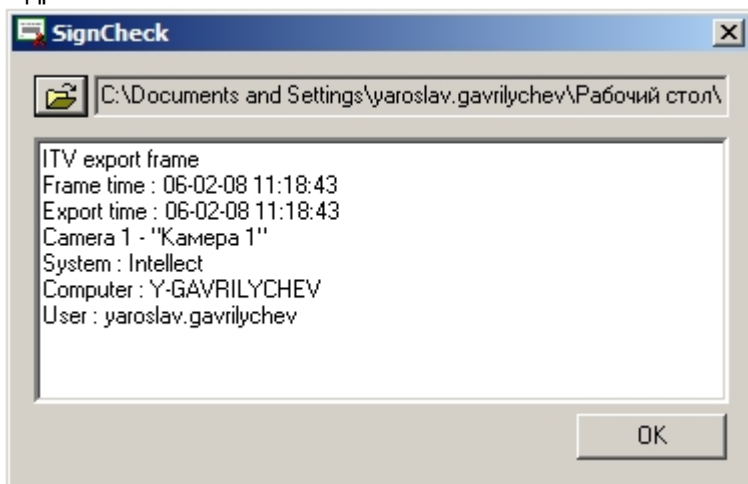 SignCheck
C:\Documents and Settings\yaroslav.gavrilychev\Рабочий стол\
ITV export frame
Frame time : 06-02-08 11:18:43
Export time : 06-02-08 11:18:43
Camera 1 - "Камера 1"
System : Intellect
Computer : Y-GAVRILYCHEV
User : yaroslav.gavrilychev
OK